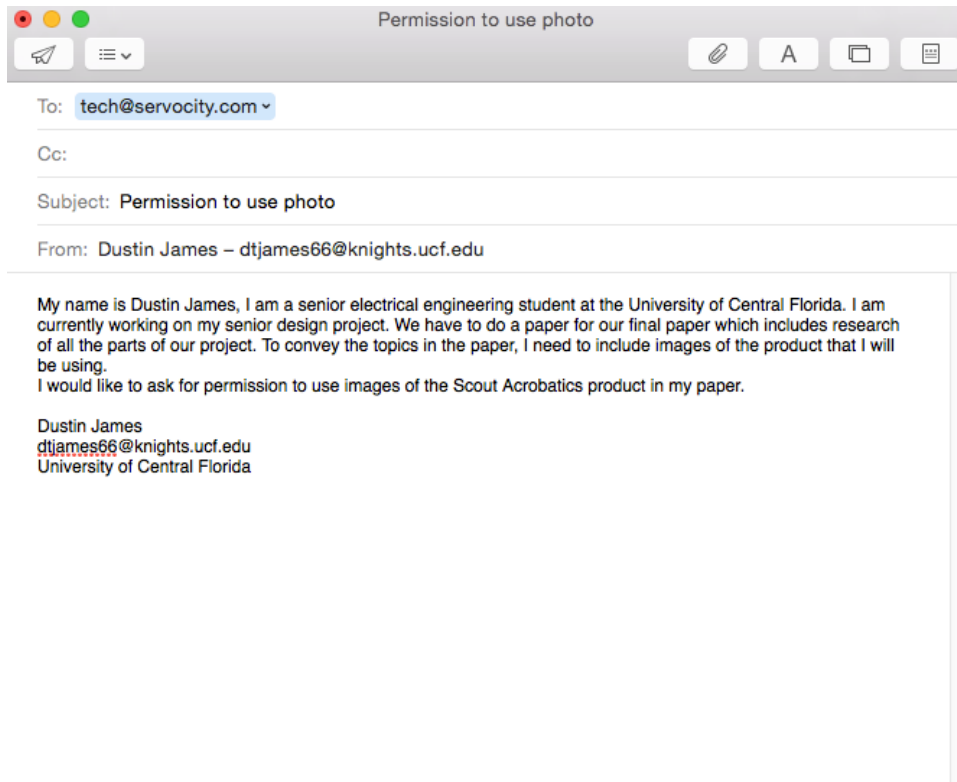 Permission to use photo
A
To: tech@servocity.com
Cc:
Subject: Permission to use photo
From: Dustin James – dtjames66@knights.ucf.edu
My name is Dustin James, I am a senior electrical engineering student at the University of Central Florida. I am
currently working on my senior design project. We have to do a paper for our final paper which includes research
of all the parts of our project. To convey the topics in the paper, I need to include images of the product that I will
be using.
I would like to ask for permission to use images of the Scout Acrobatics product in my paper.
Dustin James
dtjames66@knights.ucf.edu
University of Central Florida